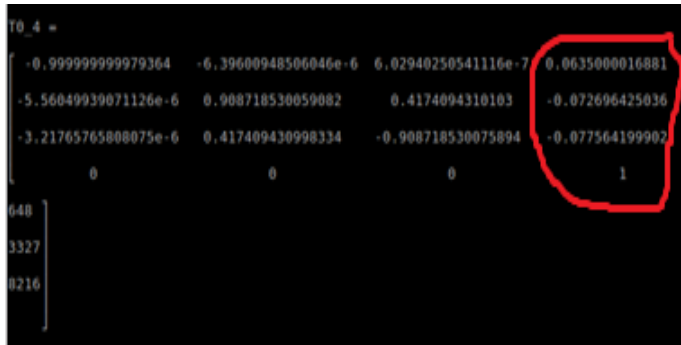 T0_4 =
-0.999999999979364 -6.39600948506046e-6 6.02940250541116e-7 0.0635000016881
-5.56049939071126e-6 0.908718530059082 0.4174094310103 -0.072696425036
-3.21765765808075e-6 0.417409430998334 -0.908718530075894 -0.077564199902
0 0 0 1
648
3327
8216